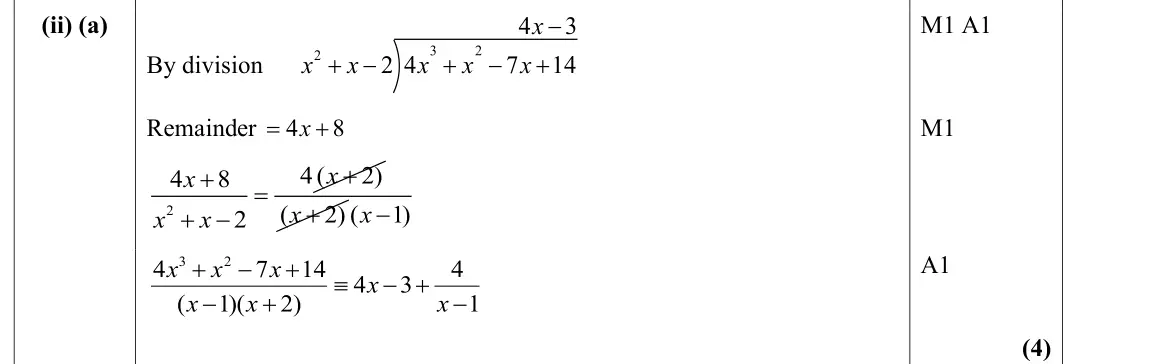 (ii) (a) By division 4x − 3 M1 A1
x² + x − 2)4x³ + x² − 7x + 14
Remainder = 4x + 8 M1
(4x + 8)/(x² + x − 2) = 4(x + 2)/((x + 2)(x − 1))
(4x³ + x² − 7x + 14)/((x − 1)(x + 2)) ≡ 4x − 3 + 4/(x − 1) A1
(4)